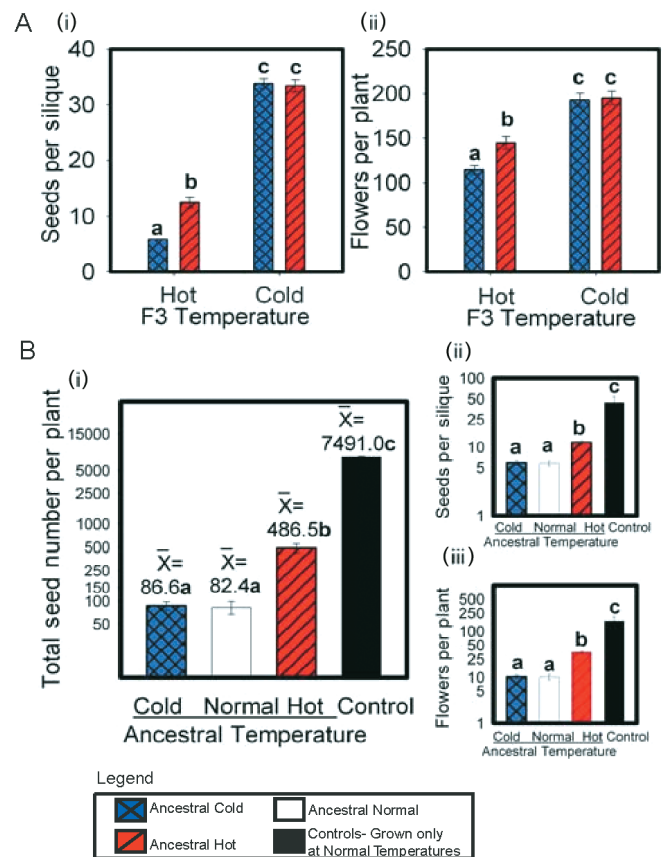 A (i)
Seeds per silique
40
30
20
10
0
a b c c
Hot Cold
F3 Temperature
(ii)
Flowers per plant
250
200
150
100
50
0
a b c c
Hot Cold
F3 Temperature
B (i)
Total seed number per plant
15000
5000
2500
1000
500
250
150
100
50
X̅=
86.6a
X̅=
82.4a
X̅=
486.5b
X̅=
7491.0c
Cold Normal Hot Control
Ancestral Temperature
(ii)
Seeds per silique
100
50
10
5
1
a a b c
Cold Normal Hot Control
Ancestral Temperature
(iii)
Flowers per plant
500
250
100
50
25
10
5
1
a a b c
Cold Normal Hot Control
Ancestral Temperature
Legend
Ancestral Cold
Ancestral Normal
Ancestral Hot
Controls- Grown only
at Normal Temperatures